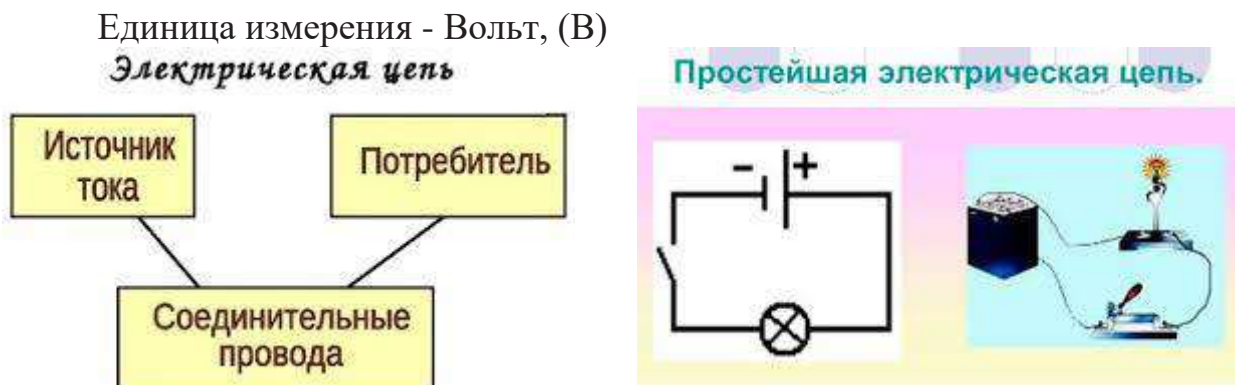 Единица измерения - Вольт, (В)
Электрическая цепь
Источник
тока
Потребитель
Соединительные
провода
Простейшая электрическая цепь.
- +